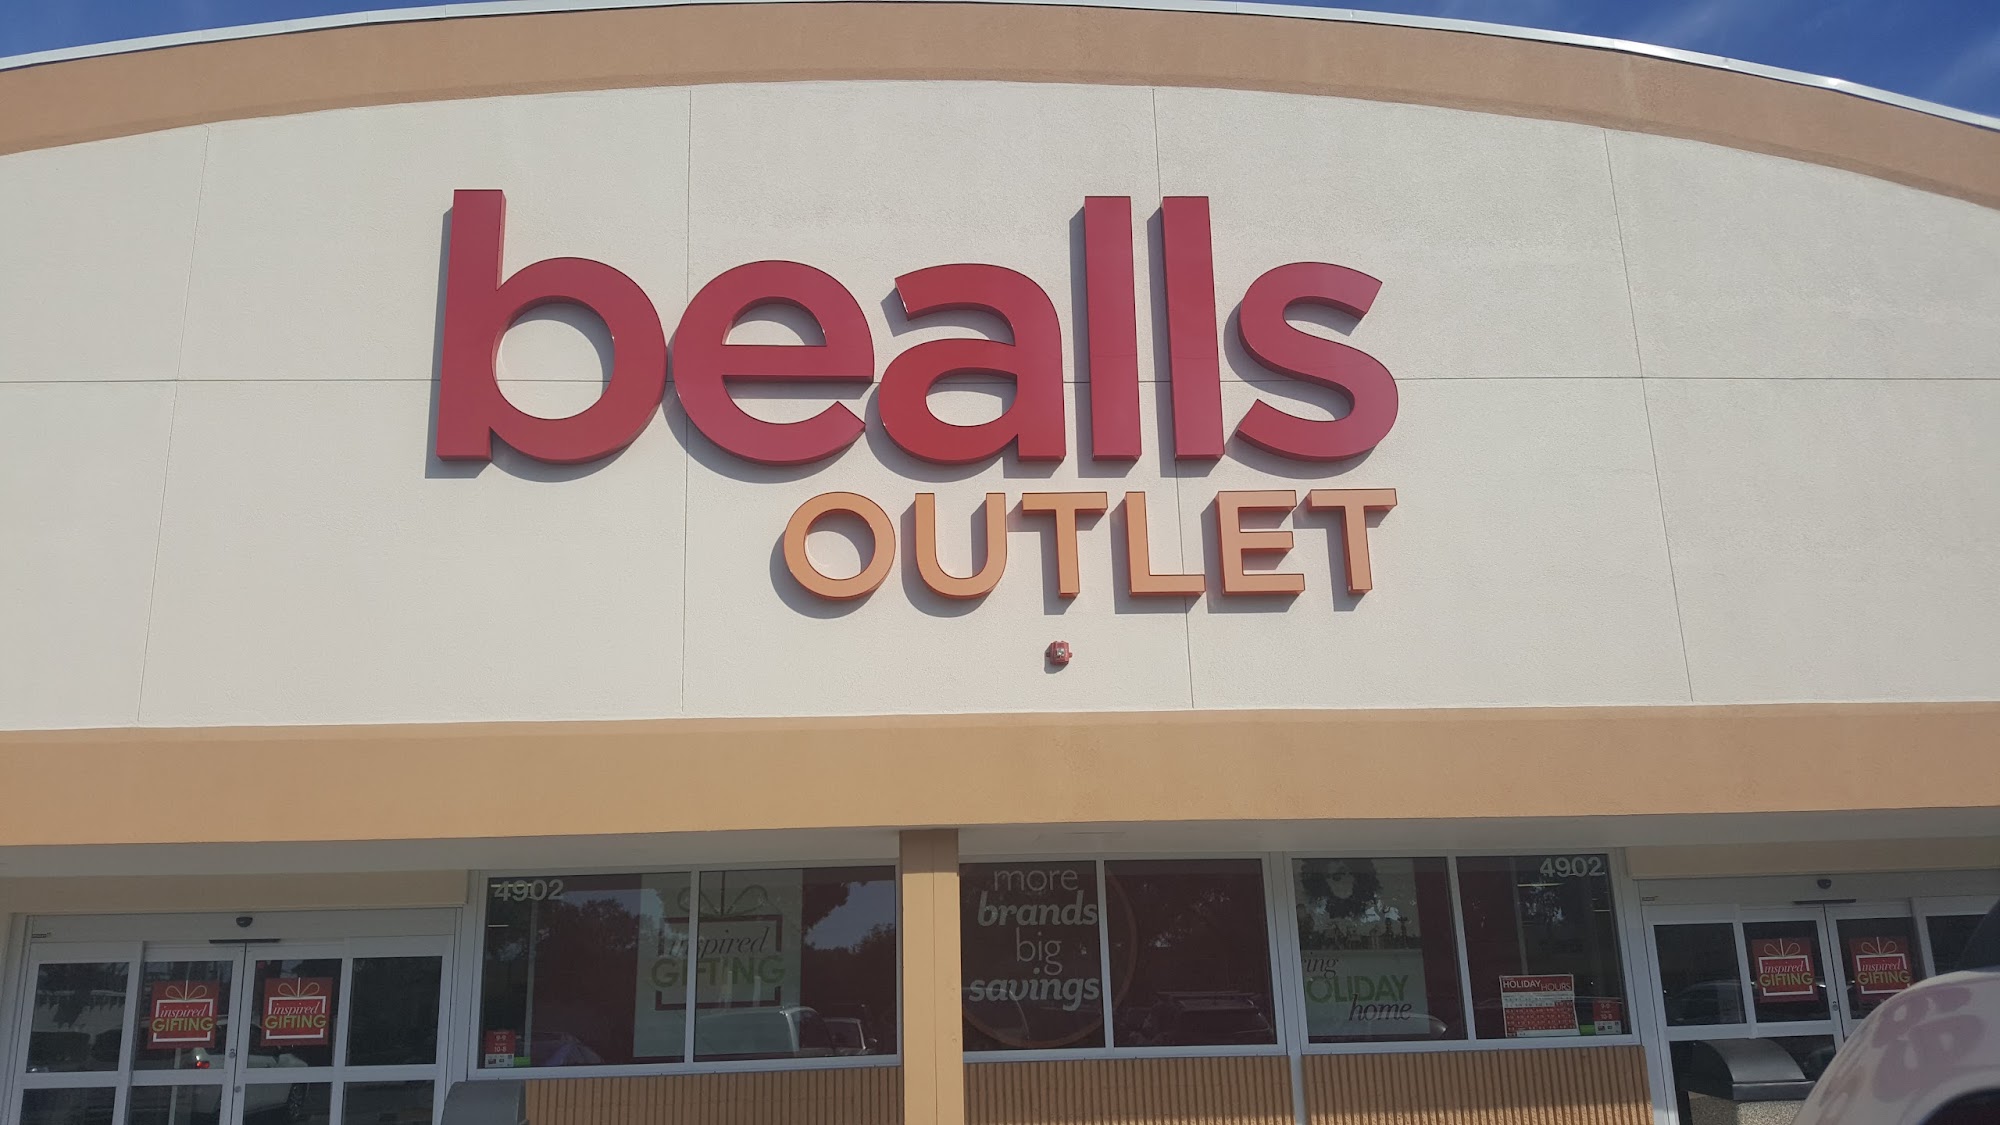 bealls
OUTLET
4902
inspired
GIFTING
more
brands
big
savings
HOLIDAY
home
4902
HOLIDAY HOURS
inspired
GIFTING
inspired
GIFTING
inspired
GIFTING
inspired
GIFTING